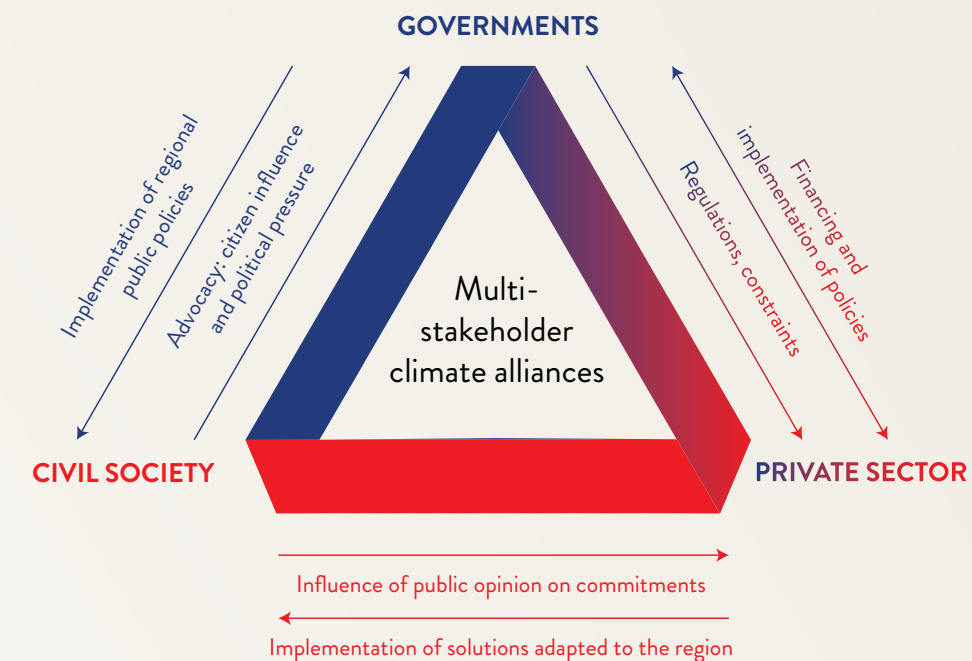 GOVERNMENTS
Implementation of regional
public policies
Advocacy: citizen influence
and political pressure
Regulations, constraints
Financing and
implementation of policies
Multi-
stakeholder
climate alliances
CIVIL SOCIETY
PRIVATE SECTOR
Influence of public opinion on commitments
Implementation of solutions adapted to the region